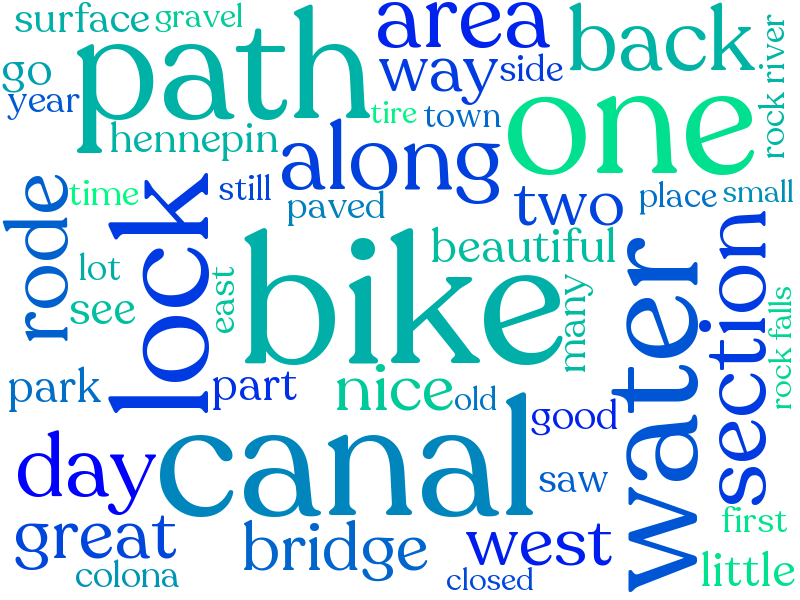 surface
gravel
area
back
path
way
side
go
year
tire
town
one
rock river
hennepin
along
time
still
paved
two
place
small
rode
lock
lot
see
east
bike
beautiful
many
water
section
rock falls
park
part
nice
old
good
day
canal
saw
great
bridge
west
first
colona
closed
little